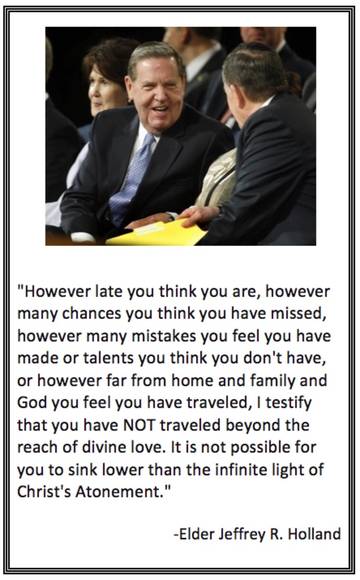 "However late you think you are, however
many chances you think you have missed,
however many mistakes you feel you have
made or talents you think you don't have,
or however far from home and family and
God you feel you have traveled, I testify
that you have NOT traveled beyond the
reach of divine love. It is not possible for
you to sink lower than the infinite light of
Christ's Atonement."
-Elder Jeffrey R. Holland